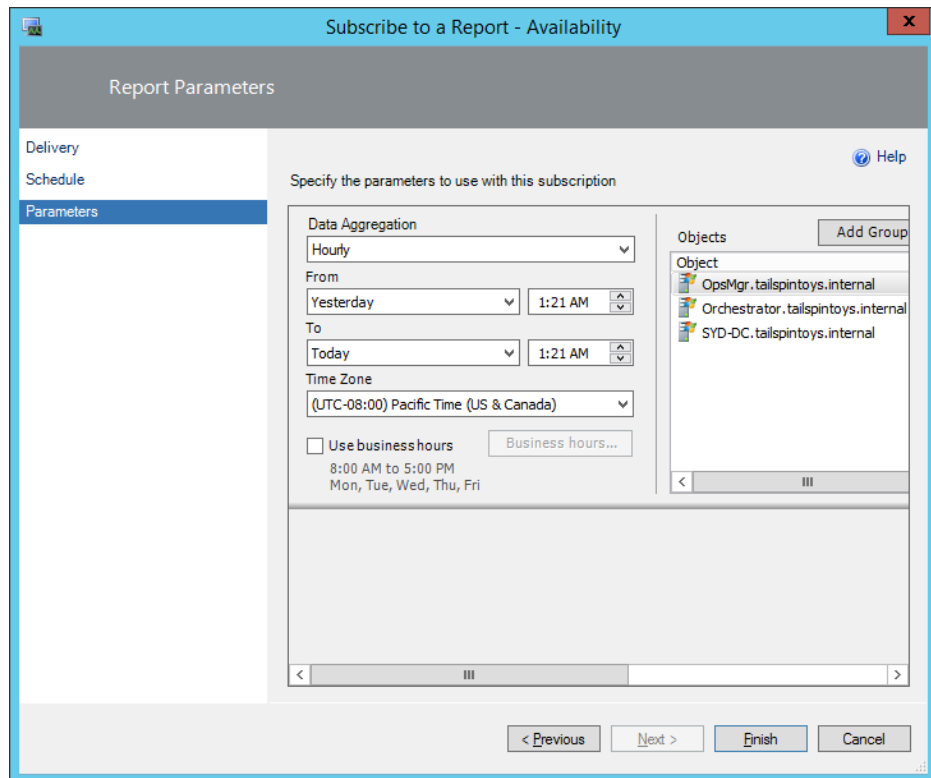 Subscribe to a Report - Availability
x
Report Parameters
Delivery
Schedule
Parameters
Help
Specify the parameters to use with this subscription
Data Aggregation
Hourly
From
Yesterday
1:21 AM
To
Today
1:21 AM
Time Zone
(UTC-08:00) Pacific Time (US & Canada)
Use business hours
Business hours...
8:00 AM to 5:00 PM
Mon, Tue, Wed, Thu, Fri
Objects
Add Group
Object
OpsMgr.tailspintoys.internal
Orchestrator.tailspintoys.internal
SYD-DC.tailspintoys.internal
< Previous
Next >
Finish
Cancel